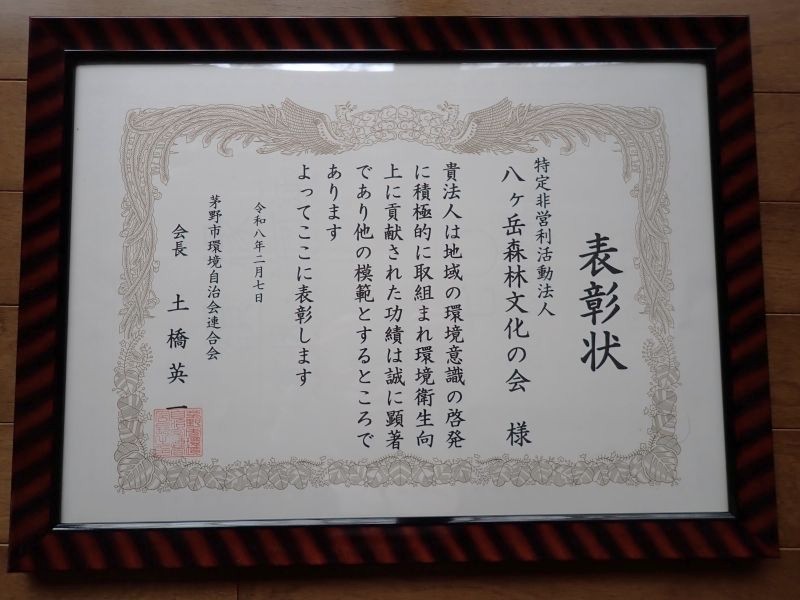 表彰状
特定非営利活動法人
八ヶ岳森林文化の会 様
貴法人は地域の環境意識の啓発
に積極的に取組まれ環境衛生向
上に貢献された功績は誠に顕著
であり他の模範とするところで
あります
よってここに表彰します
令和八年二月七日
茅野市環境自治会連合会
会長 土橋英一